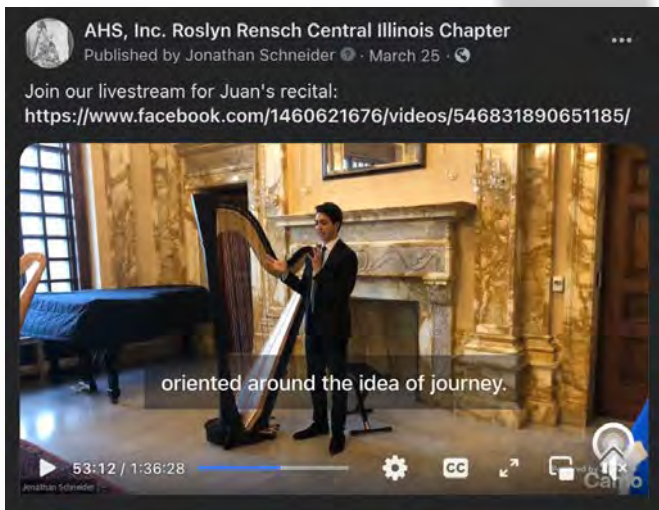 AHS, Inc. Roslyn Rensch Central Illinois Chapter
Published by Jonathan Schneider · March 25 ·
Join our livestream for Juan's recital:
https://www.facebook.com/1460621676/videos/546831890651185/
oriented around the idea of journey.
53:12 / 1:36:28
CC
1x
Jonathan Schneider
Camo